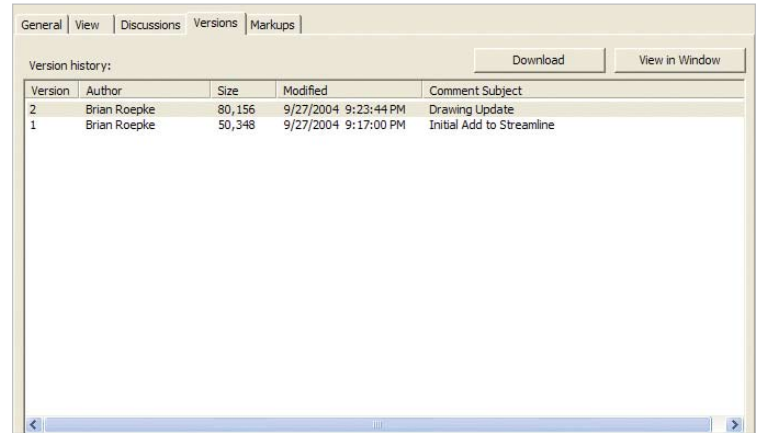 General View Discussions Versions Markups
Version history: Download View in Window
Version Author Size Modified Comment Subject
2 Brian Roepke 80,156 9/27/2004 9:23:44 PM Drawing Update
1 Brian Roepke 50,348 9/27/2004 9:17:00 PM Initial Add to Streamline